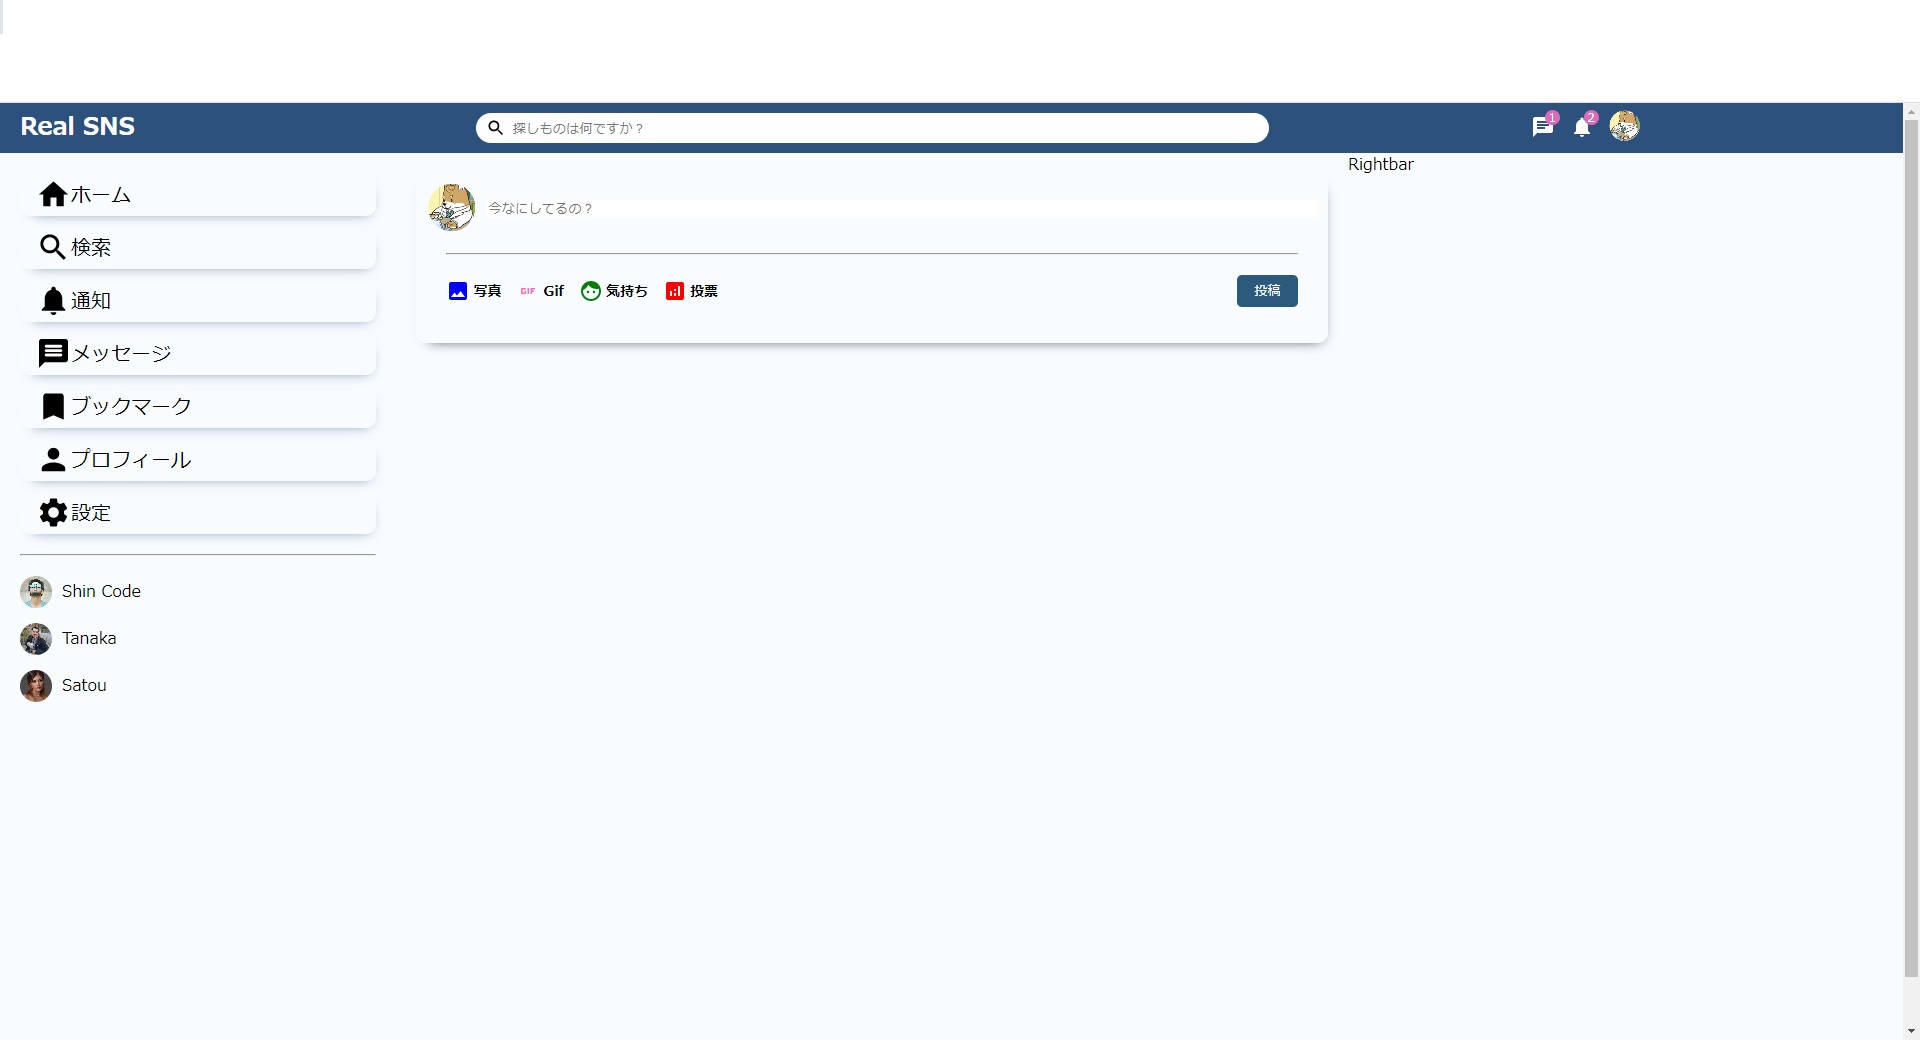 Real SNS
探しものは何ですか？
1
2
Rightbar
ホーム
検索
通知
メッセージ
ブックマーク
プロフィール
設定
Shin Code
Tanaka
Satou
今なにしてるの？
写真
GIF Gif
気持ち
投票
投稿